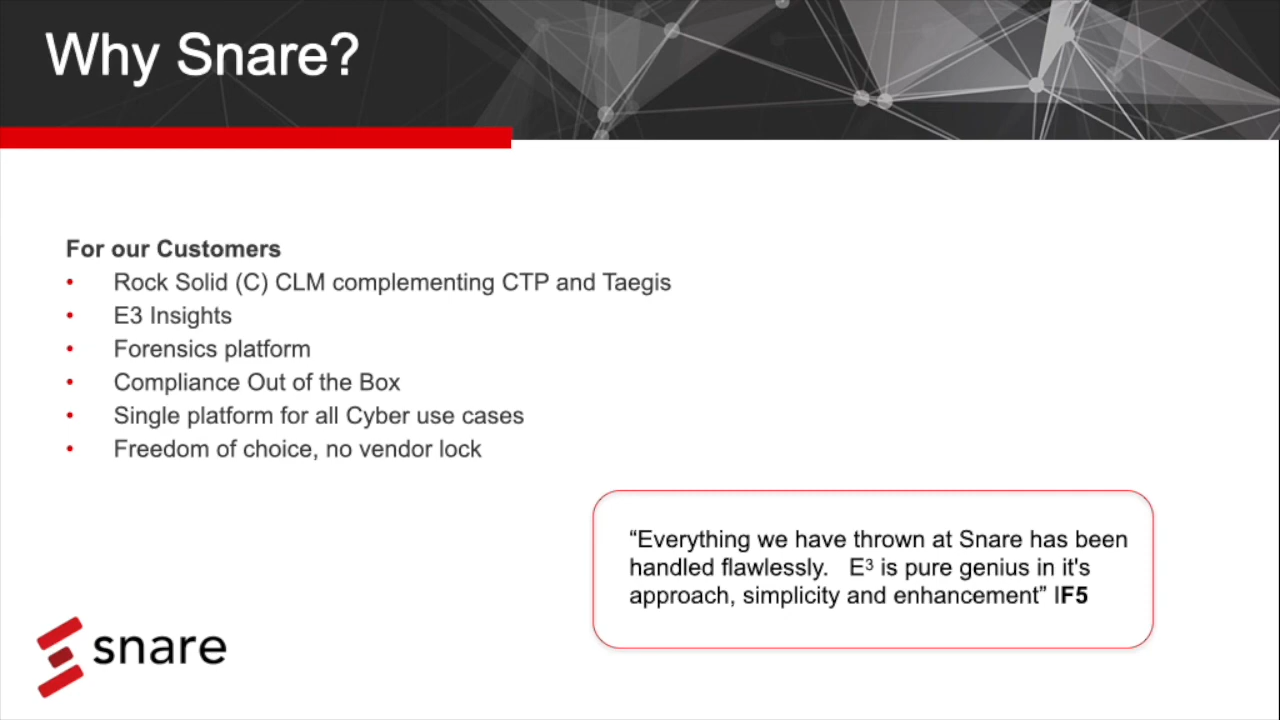 Why Snare?
For our Customers
• Rock Solid (C) CLM complementing CTP and Taegis
• E3 Insights
• Forensics platform
• Compliance Out of the Box
• Single platform for all Cyber use cases
• Freedom of choice, no vendor lock
“Everything we have thrown at Snare has been
handled flawlessly. E³ is pure genius in it's
approach, simplicity and enhancement” IF5
snare